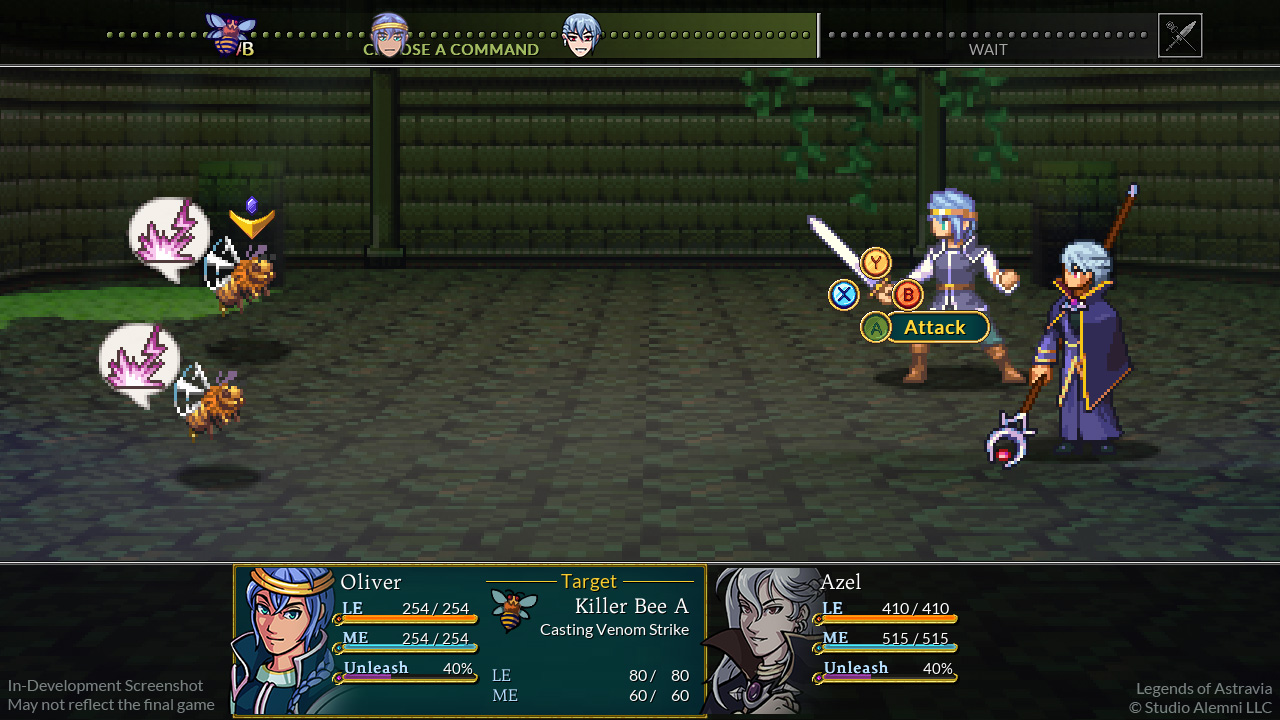 B
CHOOSE A COMMAND
WAIT
Y
X
B
A
Attack
Oliver
LE 254 / 254
ME 254 / 254
Unleash 40%
Target
Killer Bee A
Casting Venom Strike
LE 80 / 80
ME 60 / 60
Azel
LE 410 / 410
ME 515 / 515
Unleash 40%
In-Development Screenshot
May not reflect the final game
Legends of Astravia
© Studio Alemni LLC